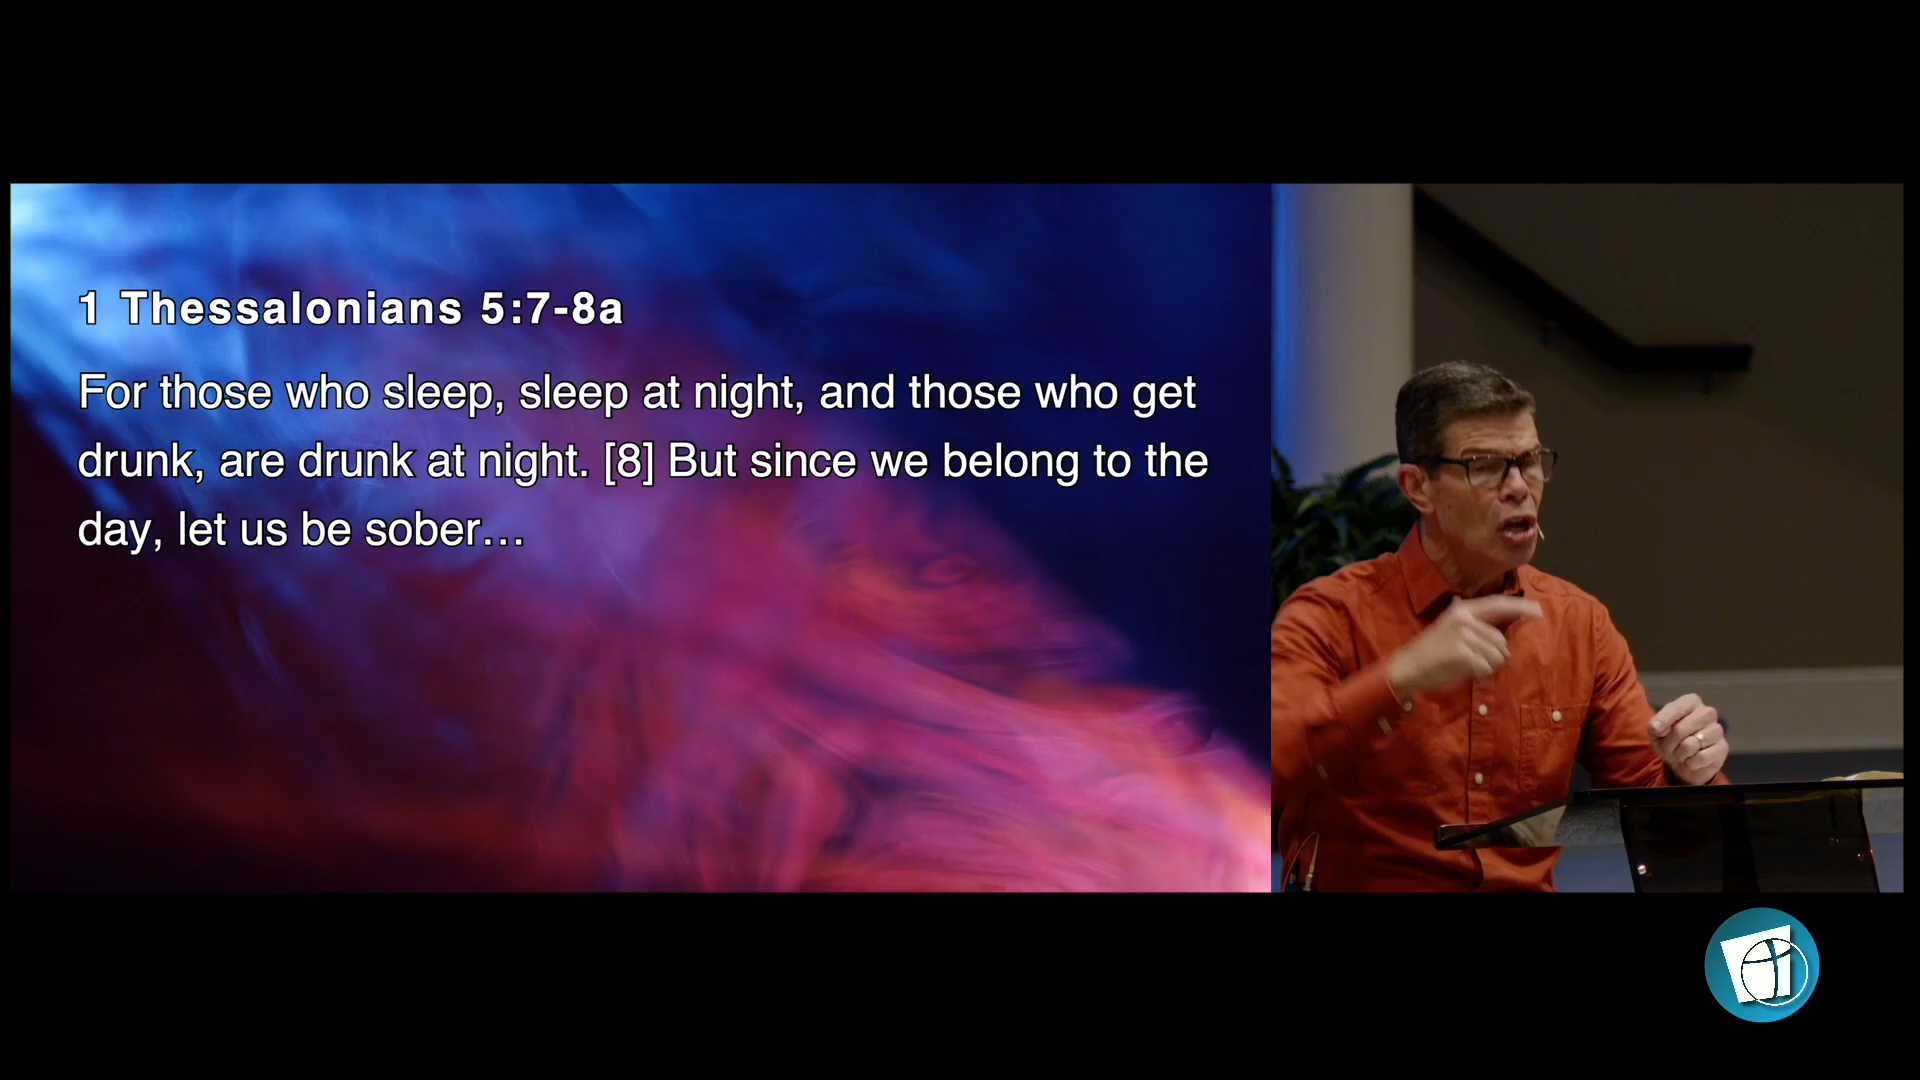 1 Thessalonians 5:7-8a
For those who sleep, sleep at night, and those who get
drunk, are drunk at night. [8] But since we belong to the
day, let us be sober…